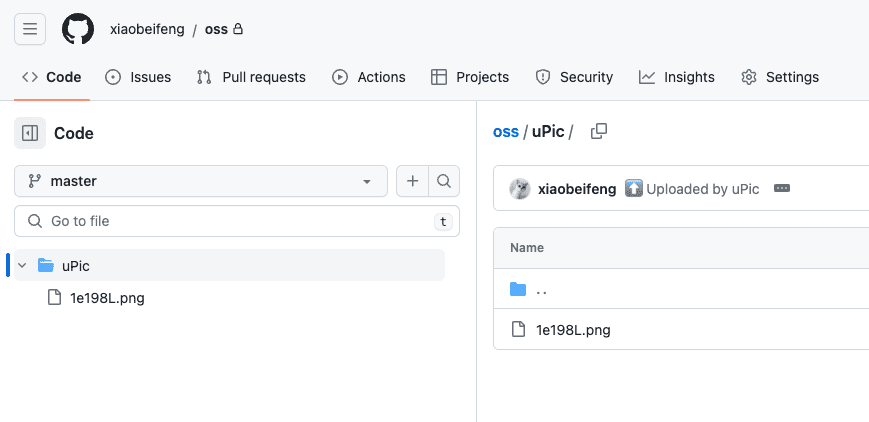 xiaobeifeng / oss
Code Issues Pull requests Actions Projects Security Insights Settings
Code
master
Go to file t
uPic
1e198L.png
oss / uPic /
xiaobeifeng Uploaded by uPic
Name
..
1e198L.png